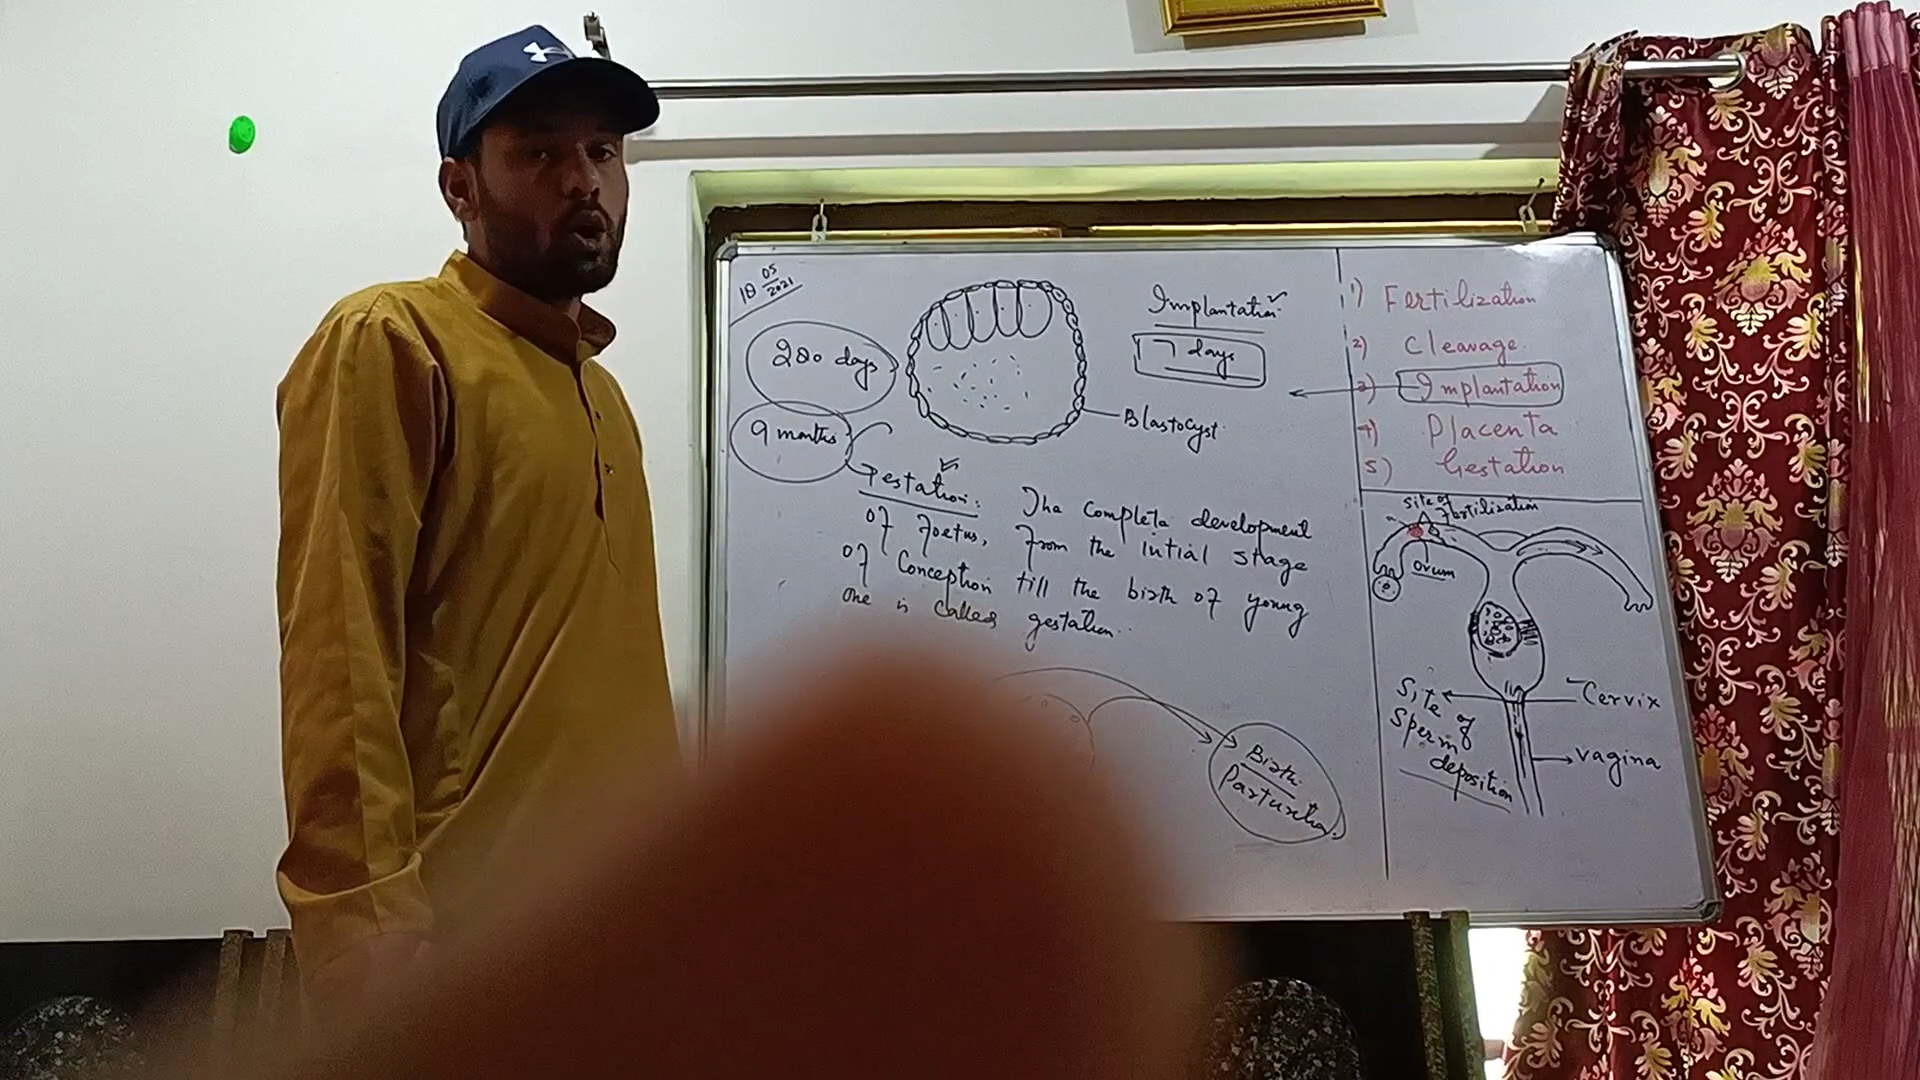 18 05/2021
280 days
9 months
Implantation
7 days
Blastocyst
Gestation: The complete development
of foetus, from the intial stage
of Conception till the birth of young
one is called gestation.
Birth
Parturition
1) Fertilization
2) Cleavage
3) Implantation
4) Placenta
5) Gestation
Site of
fertilization
Ovum
Site of
Sperm
deposition
Cervix
vagina